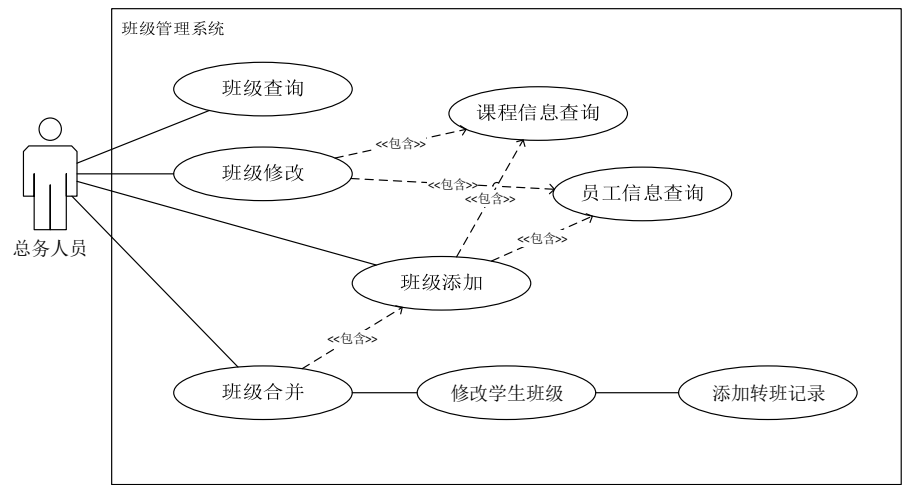 班级管理系统
班级查询
课程信息查询
<<包含>>
班级修改
<<包含>>
员工信息查询
<<包含>>
<<包含>>
总务人员
班级添加
<<包含>>
班级合并
修改学生班级
添加转班记录